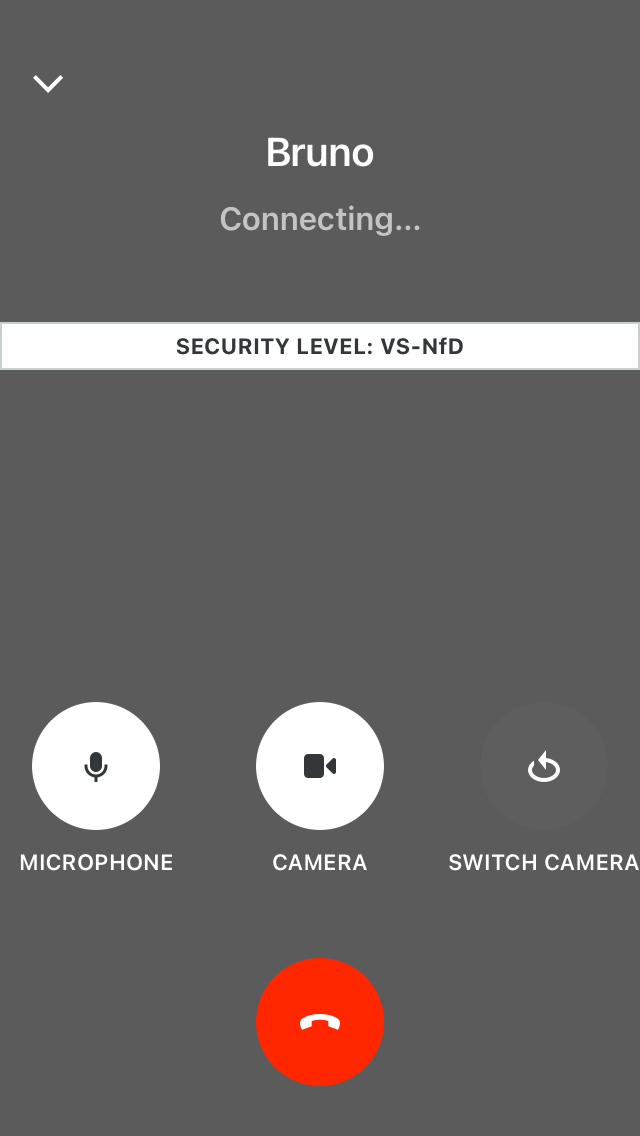 Bruno
Connecting...
SECURITY LEVEL: VS-NfD
MICROPHONE
CAMERA
SWITCH CAMERA